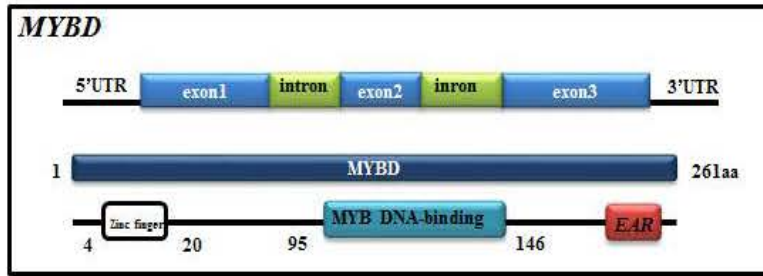 MYBD
5'UTR exon1 intron exon2 inron exon3 3'UTR
1 MYBD 261aa
Zinc finger MYB DNA-binding EAR
4 20 95 146